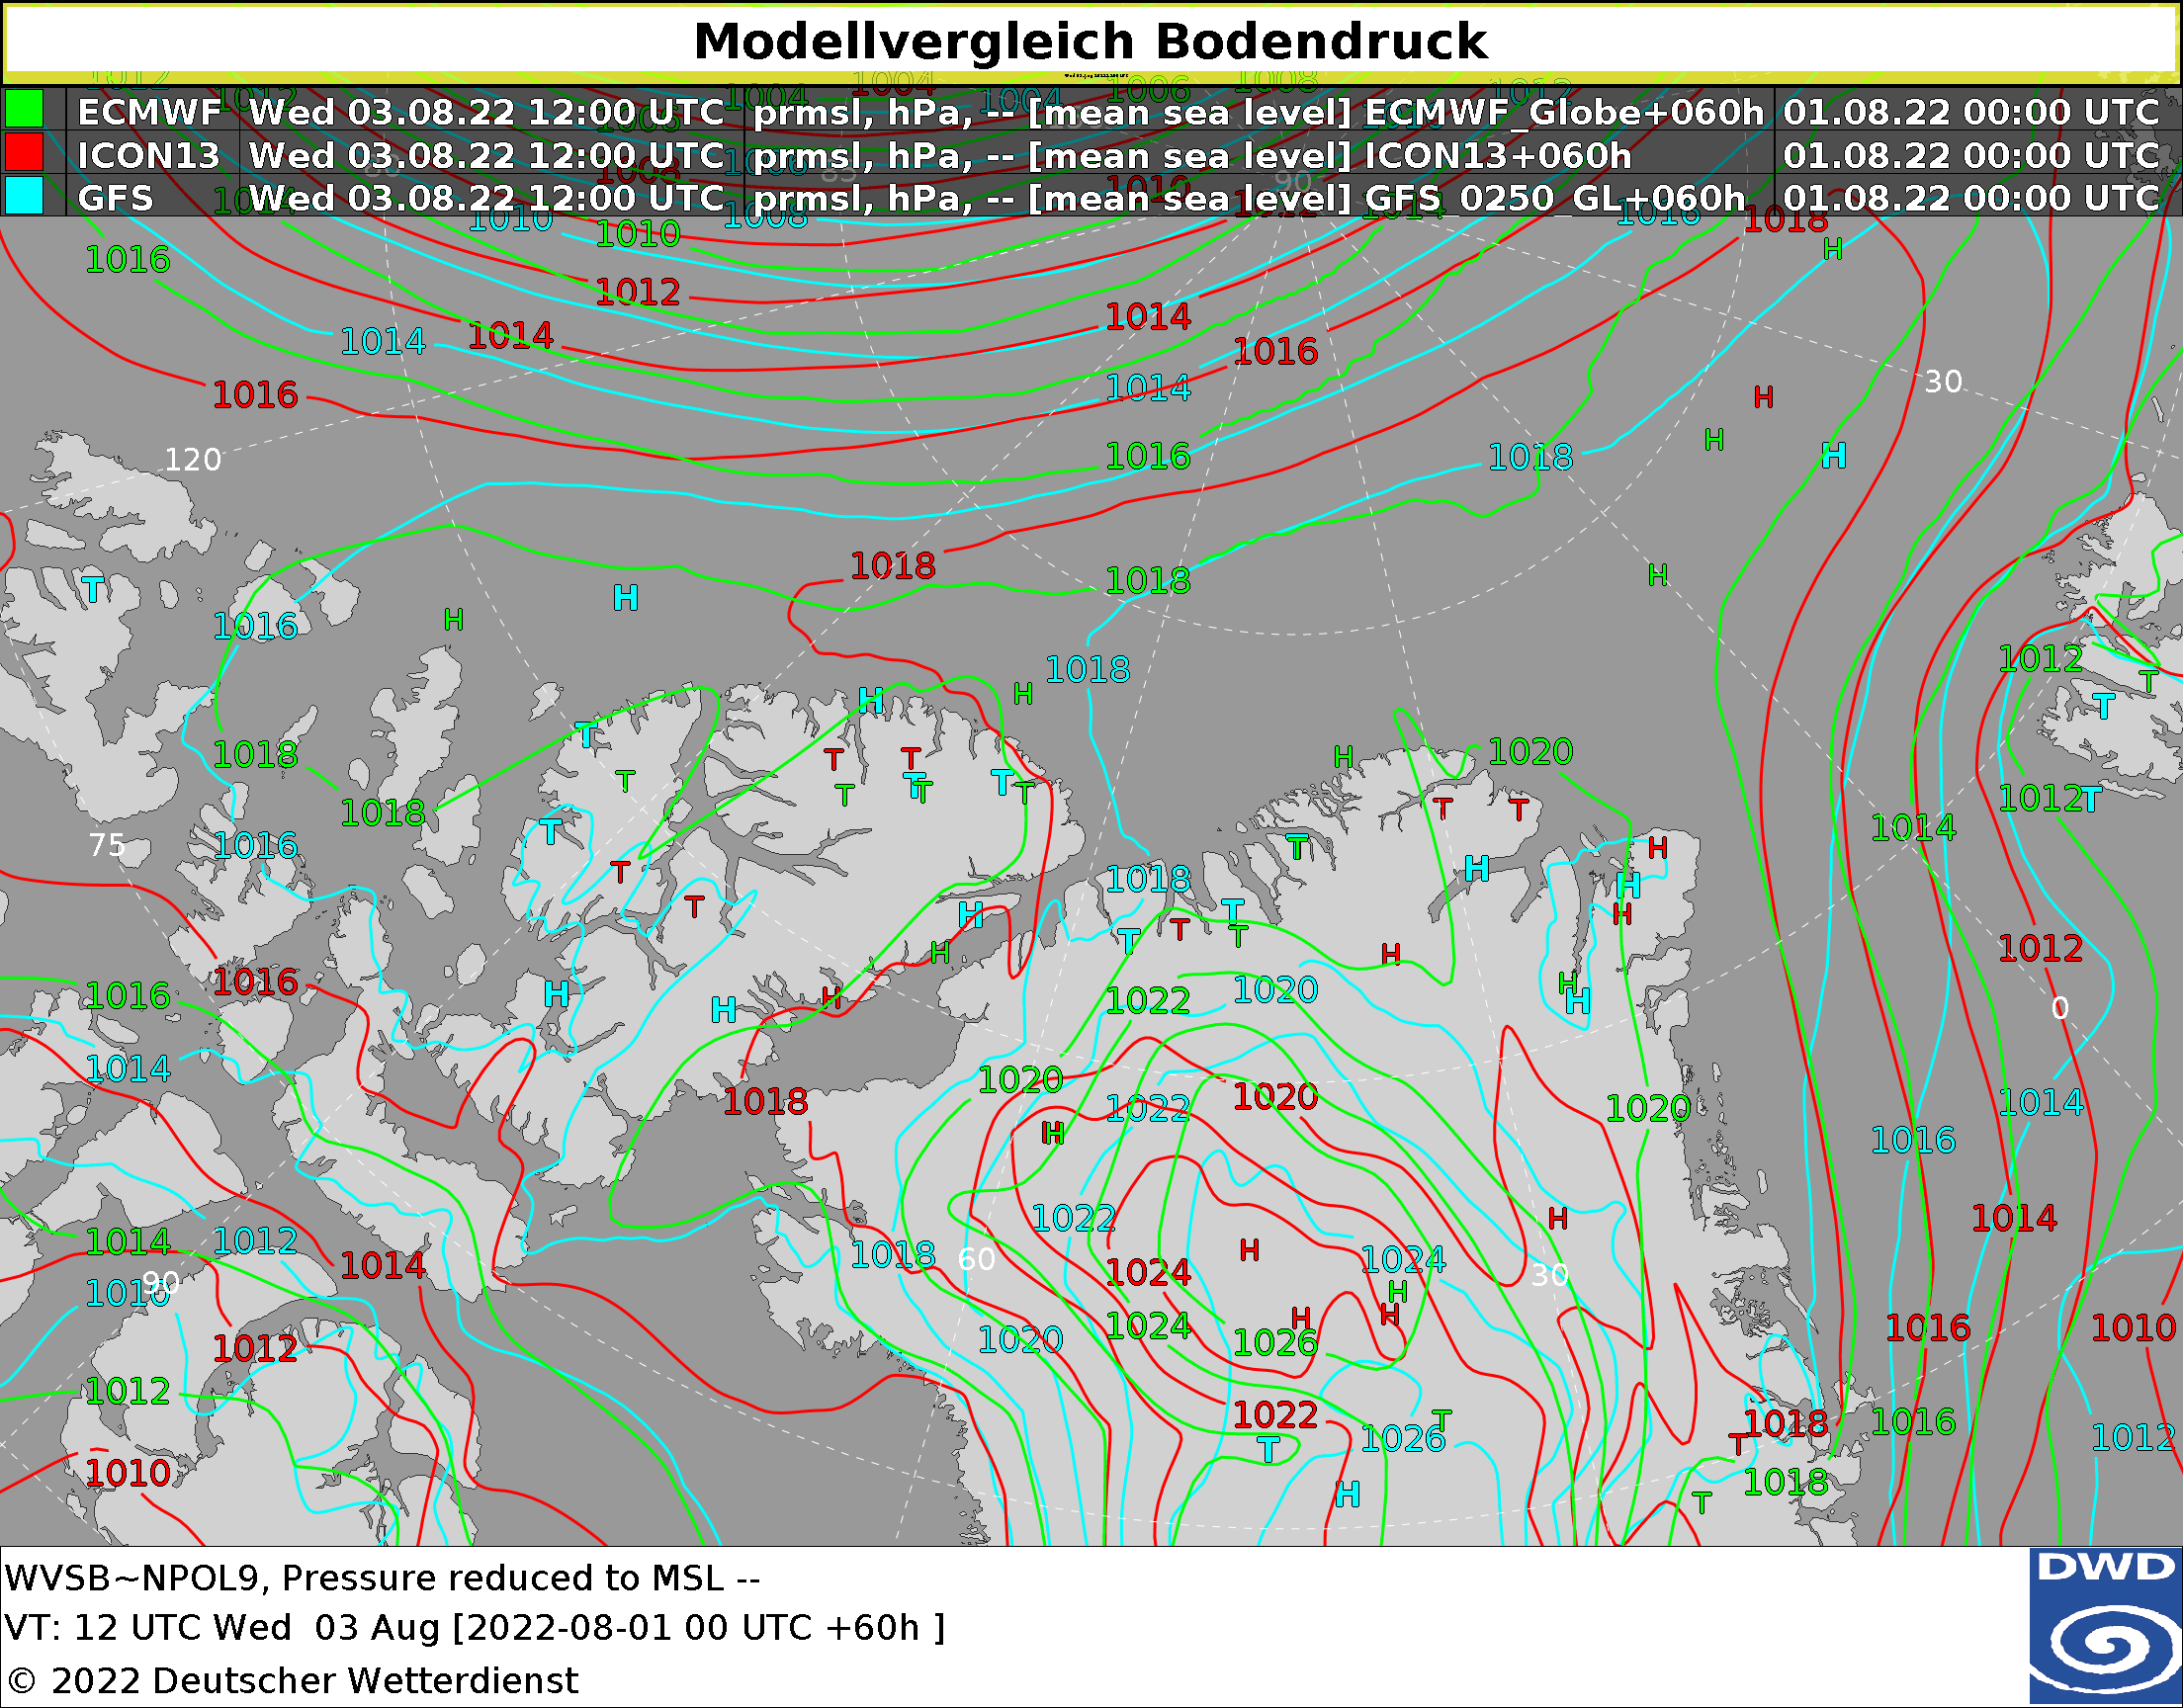 Modellvergleich Bodendruck
ECMWF Wed 03.08.22 12:00 UTC prmsl, hPa, -- [mean sea level] ECMWF_Globe+060h 01.08.22 00:00 UTC
ICON13 Wed 03.08.22 12:00 UTC prmsl, hPa, -- [mean sea level] ICON13+060h 01.08.22 00:00 UTC
GFS Wed 03.08.22 12:00 UTC prmsl, hPa, -- [mean sea level] GFS_0250_GL+060h 01.08.22 00:00 UTC
1010 1008 1016 1018
1016 1010 H
1012
1014 1014 1014
1016
1016 1014 30
H
H
120 1016 1018 H
1018
T H 1018 H
1016 H
1018 1012
H H T
T T
1018 H 1020
T T
T T T T T T 1012 T
1018 T T
T 1014
75 1016 T H
T 1018 H H
T H T T H
T T 1012
H H H
1016 1016 H H H 1022 1020 H H 0
1014 1020
1018 1022 1020 1020 1014
H 1016
1022 H 1014
1014 1012 1018 60 H 1024
1014 1024 30
90 1010 H
1012 1020 1024 H 1026 H 1016 1010
1012 1022 T 1018 1016
T 1026 T 1012
1010 H 1018
T
WVSB~NPOL9, Pressure reduced to MSL --
VT: 12 UTC Wed 03 Aug [2022-08-01 00 UTC +60h ]
© 2022 Deutscher Wetterdienst
DWD